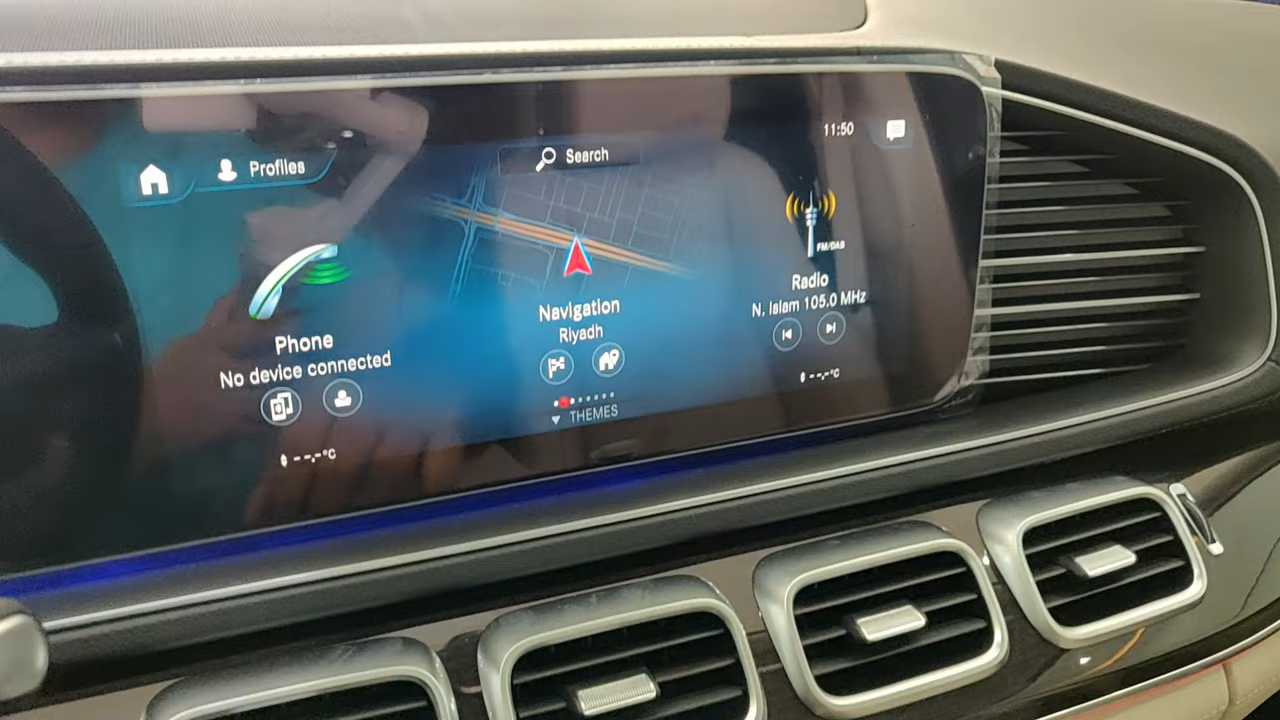 11:50
Profiles
Search
FM/DAB
Phone
No device connected
Navigation
Riyadh
Radio
N. Islam 105.0 MHz
THEMES
--,-°C
--,-°C